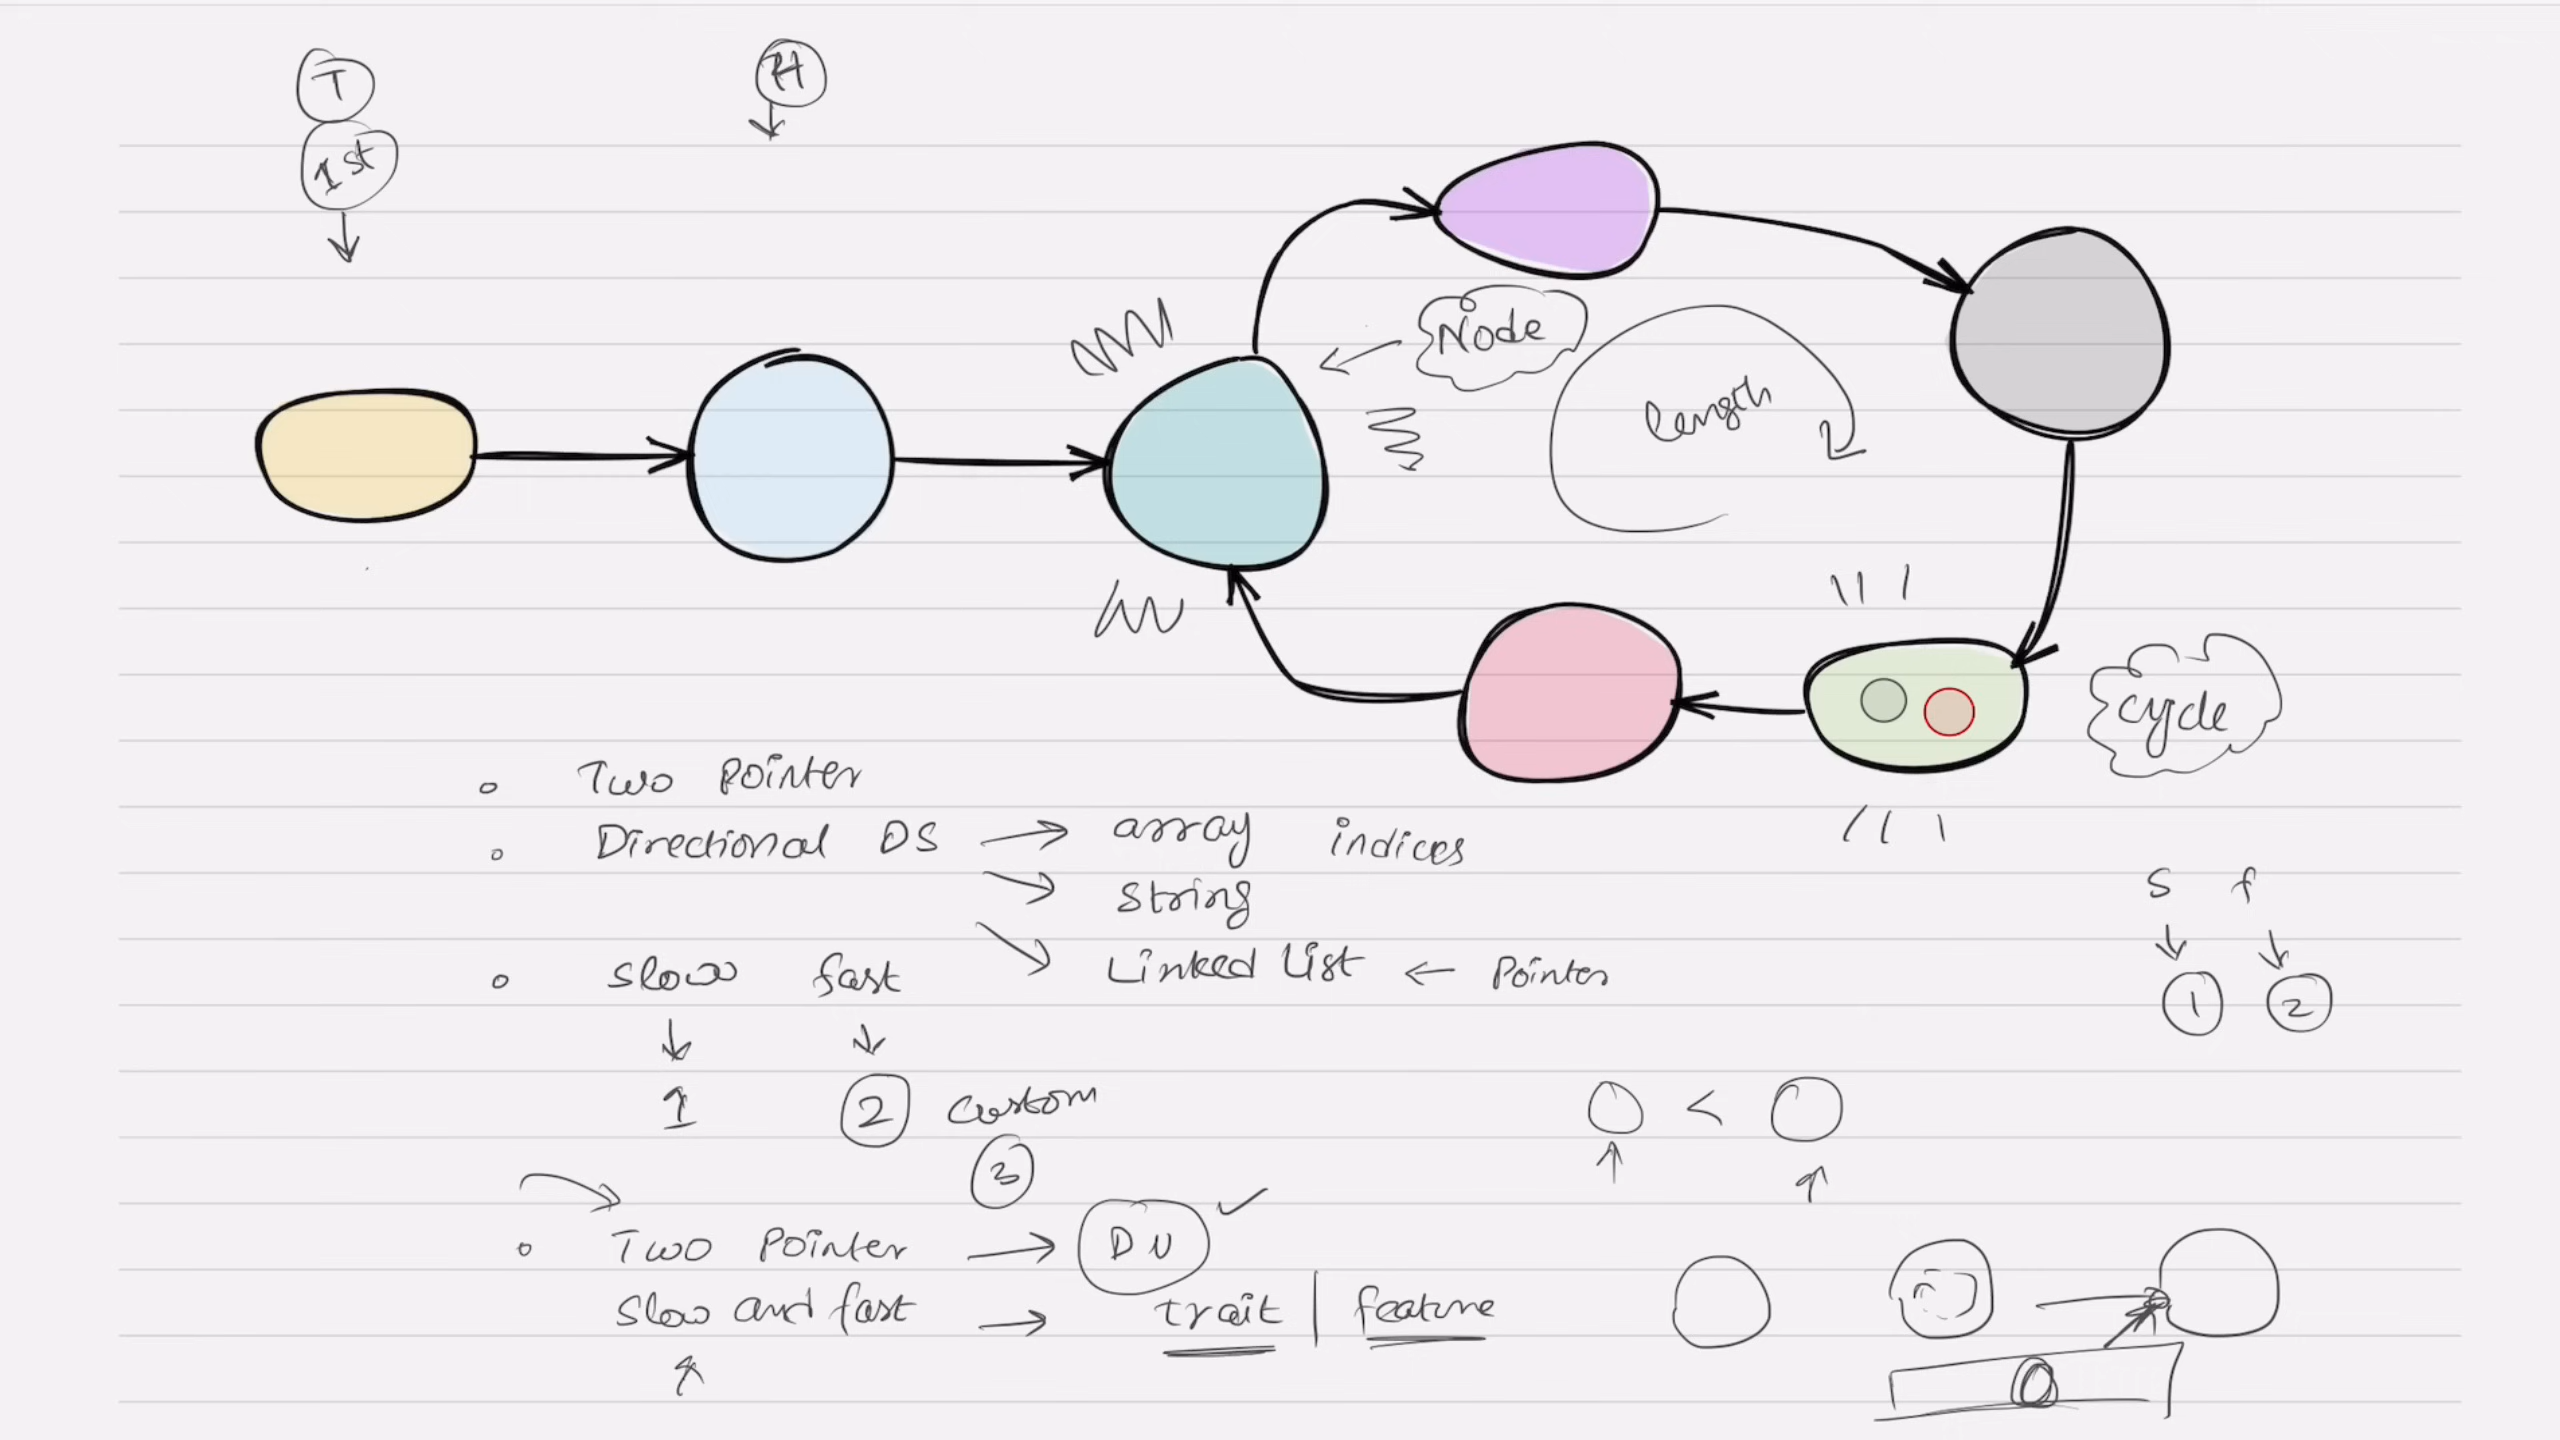 T
H
1st
Node
length
cycle
Two Pointer
Directional DS → array indices
String
S f
slow fast
Linked List ← Pointer
1 2
1 2 custom
<
3
Two Pointer →
slow and fast → trait | feature